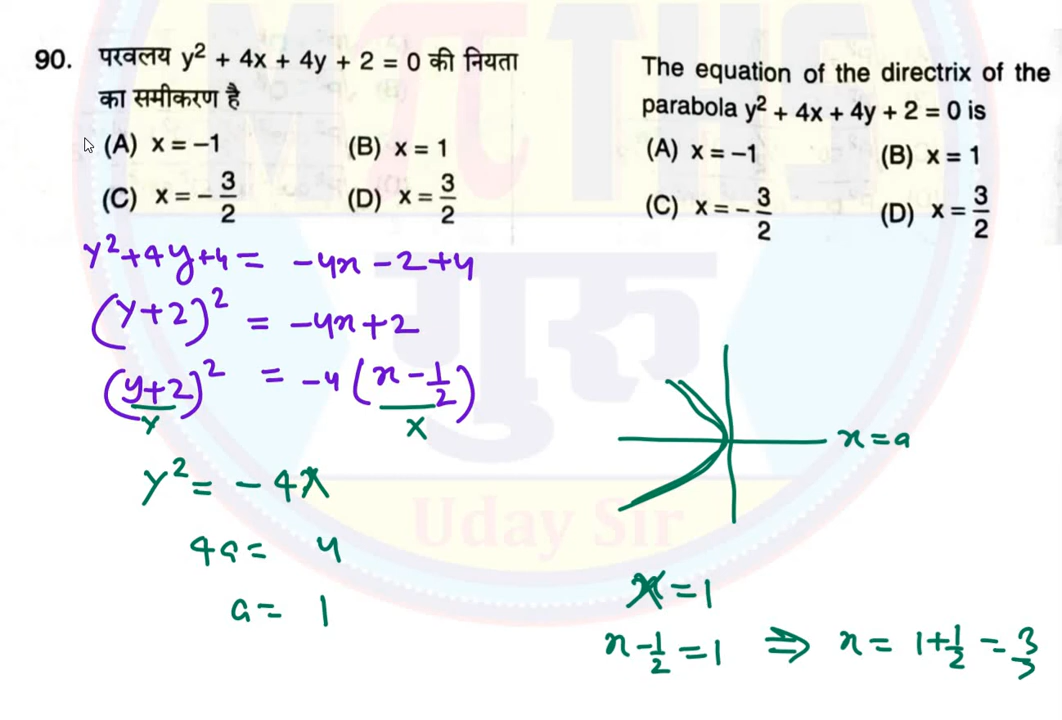 90. परवलय y² + 4x + 4y + 2 = 0 की नियता
का समीकरण है
(A) x = −1 (B) x = 1
(C) x = −3/2 (D) x = 3/2
The equation of the directrix of the
parabola y² + 4x + 4y + 2 = 0 is
(A) x = −1 (B) x = 1
(C) x = −3/2 (D) x = 3/2
y²+4y+4 = -4x-2+4
(y+2)² = -4x+2
(y+2)² = -4(x-1/2)
Y X
Y² = -4X
4a = 4
a = 1
x=a
X=1
x-1/2=1 ⇒ x = 1+1/2 = 3/3
MπTHS
गुरु
Uday Sir